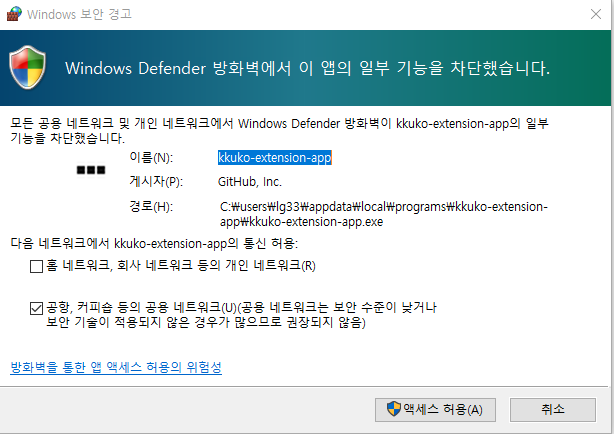 Windows 보안 경고
Windows Defender 방화벽에서 이 앱의 일부 기능을 차단했습니다.
모든 공용 네트워크 및 개인 네트워크에서 Windows Defender 방화벽이 kkuko-extension-app의 일부
기능을 차단했습니다.
이름(N): kkuko-extension-app
게시자(P): GitHub, Inc.
경로(H): C:₩users₩lg33₩appdata₩local₩programs₩kkuko-extension-
app₩kkuko-extension-app.exe
다음 네트워크에서 kkuko-extension-app의 통신 허용:
홈 네트워크, 회사 네트워크 등의 개인 네트워크(R)
공항, 커피숍 등의 공용 네트워크(U)(공용 네트워크는 보안 수준이 낮거나
보안 기술이 적용되지 않은 경우가 많으므로 권장되지 않음)
방화벽을 통한 앱 액세스 허용의 위험성
액세스 허용(A) 취소